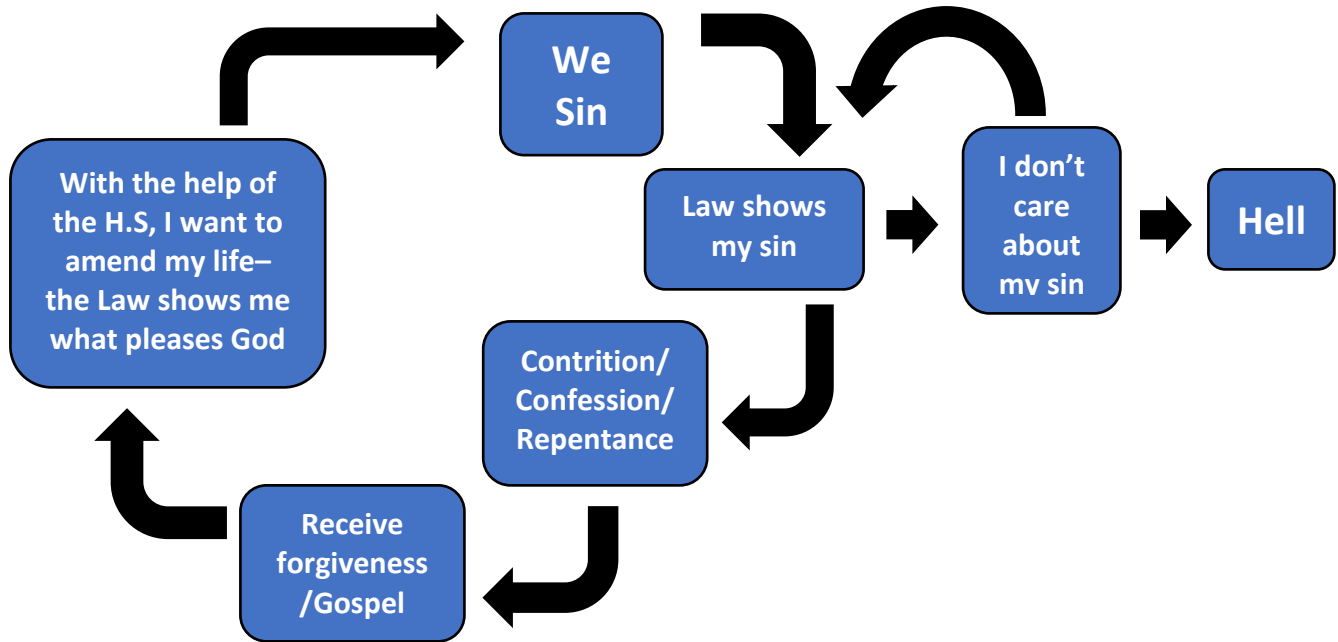 We
Sin
Law shows
my sin
I don't
care
about
my sin
Hell
Contrition/
Confession/
Repentance
Receive
forgiveness
/Gospel
With the help of
the H.S, I want to
amend my life–
the Law shows me
what pleases God